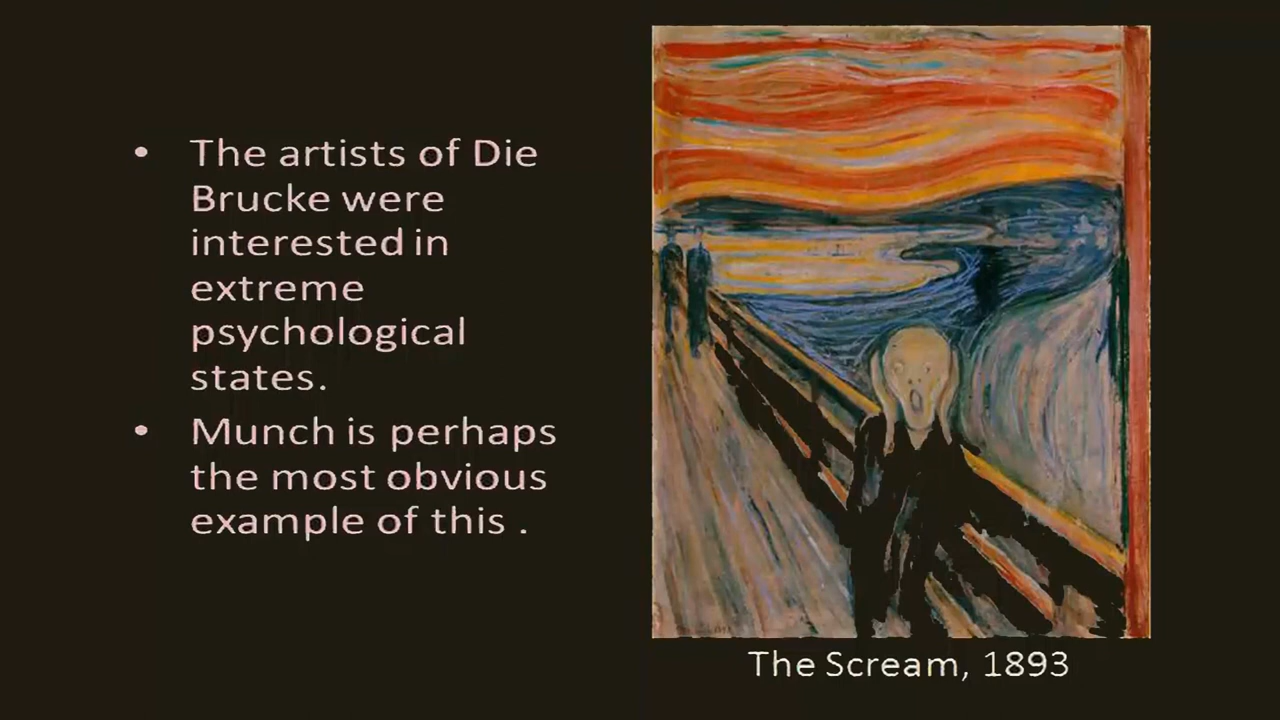 • The artists of Die
Brucke were
interested in
extreme
psychological
states.
• Munch is perhaps
the most obvious
example of this .
The Scream, 1893